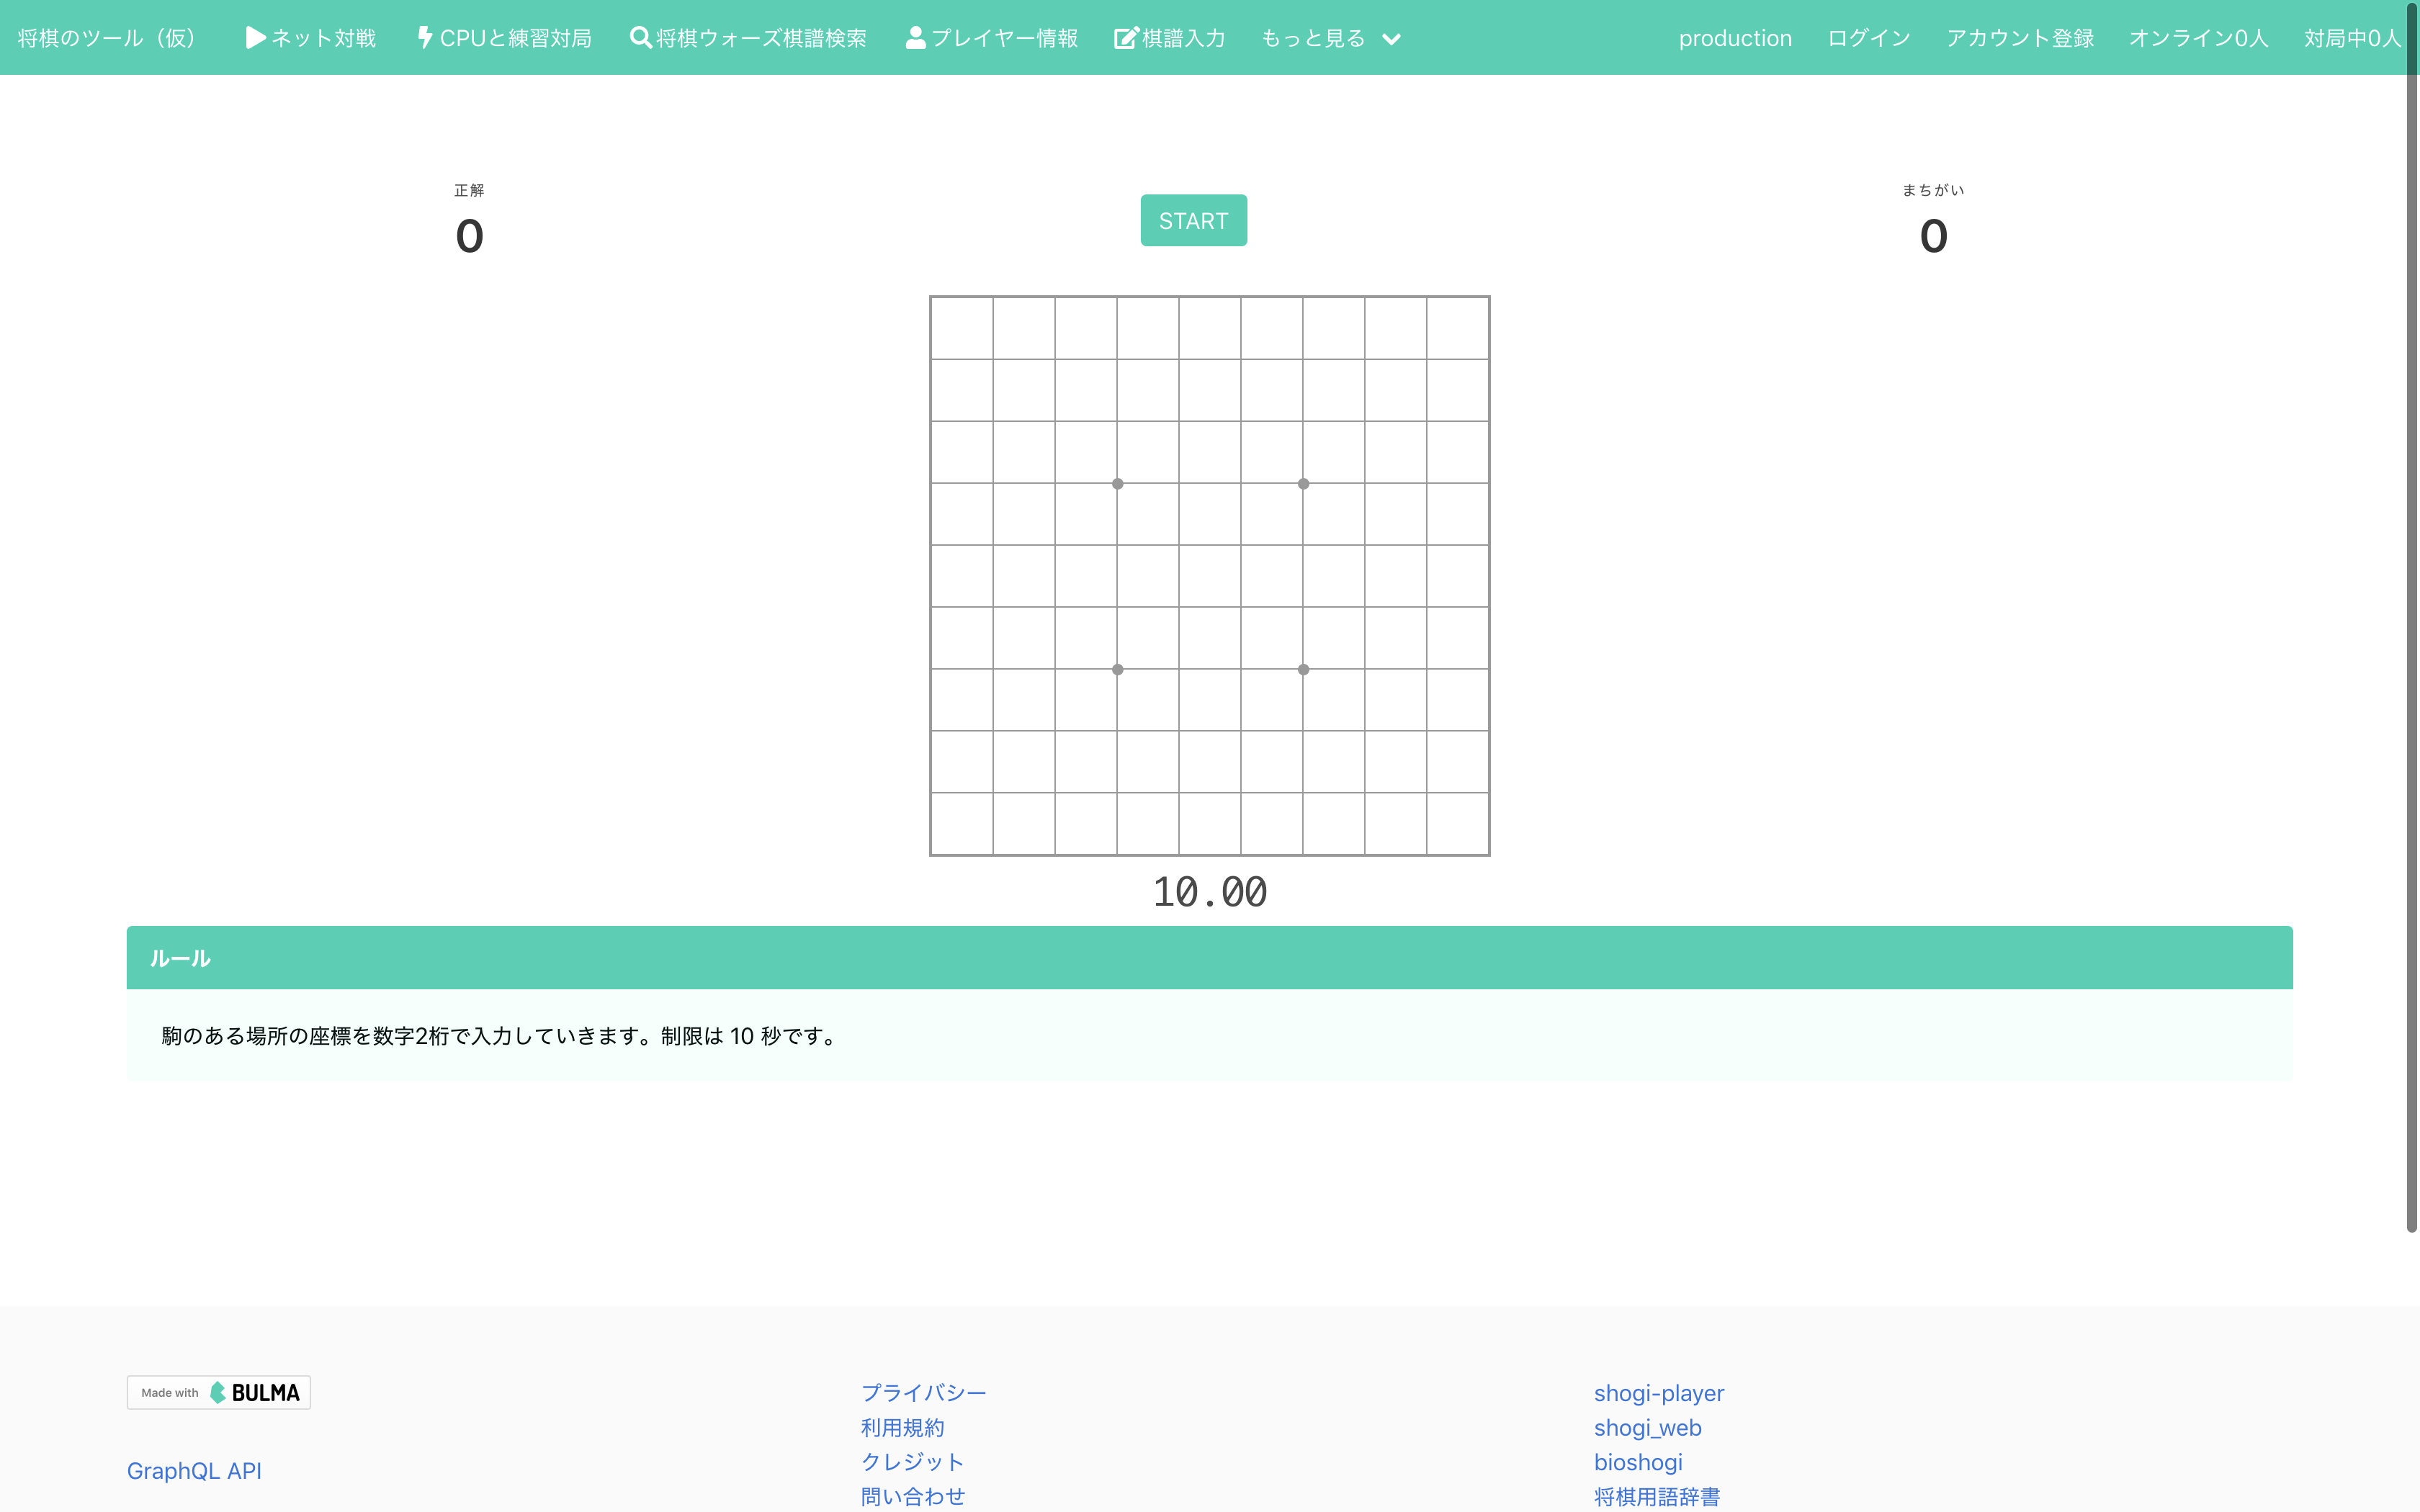 将棋のツール（仮） ネット対戦 CPUと練習対局 将棋ウォーズ棋譜検索 プレイヤー情報 棋譜入力 もっと見る production ログイン アカウント登録 オンライン0人 対局中0人
正解
0
START
まちがい
0
10.00
ルール
駒のある場所の座標を数字2桁で入力していきます。制限は 10 秒です。
Made with BULMA
GraphQL API
プライバシー
利用規約
クレジット
問い合わせ
shogi-player
shogi_web
bioshogi
将棋用語辞書